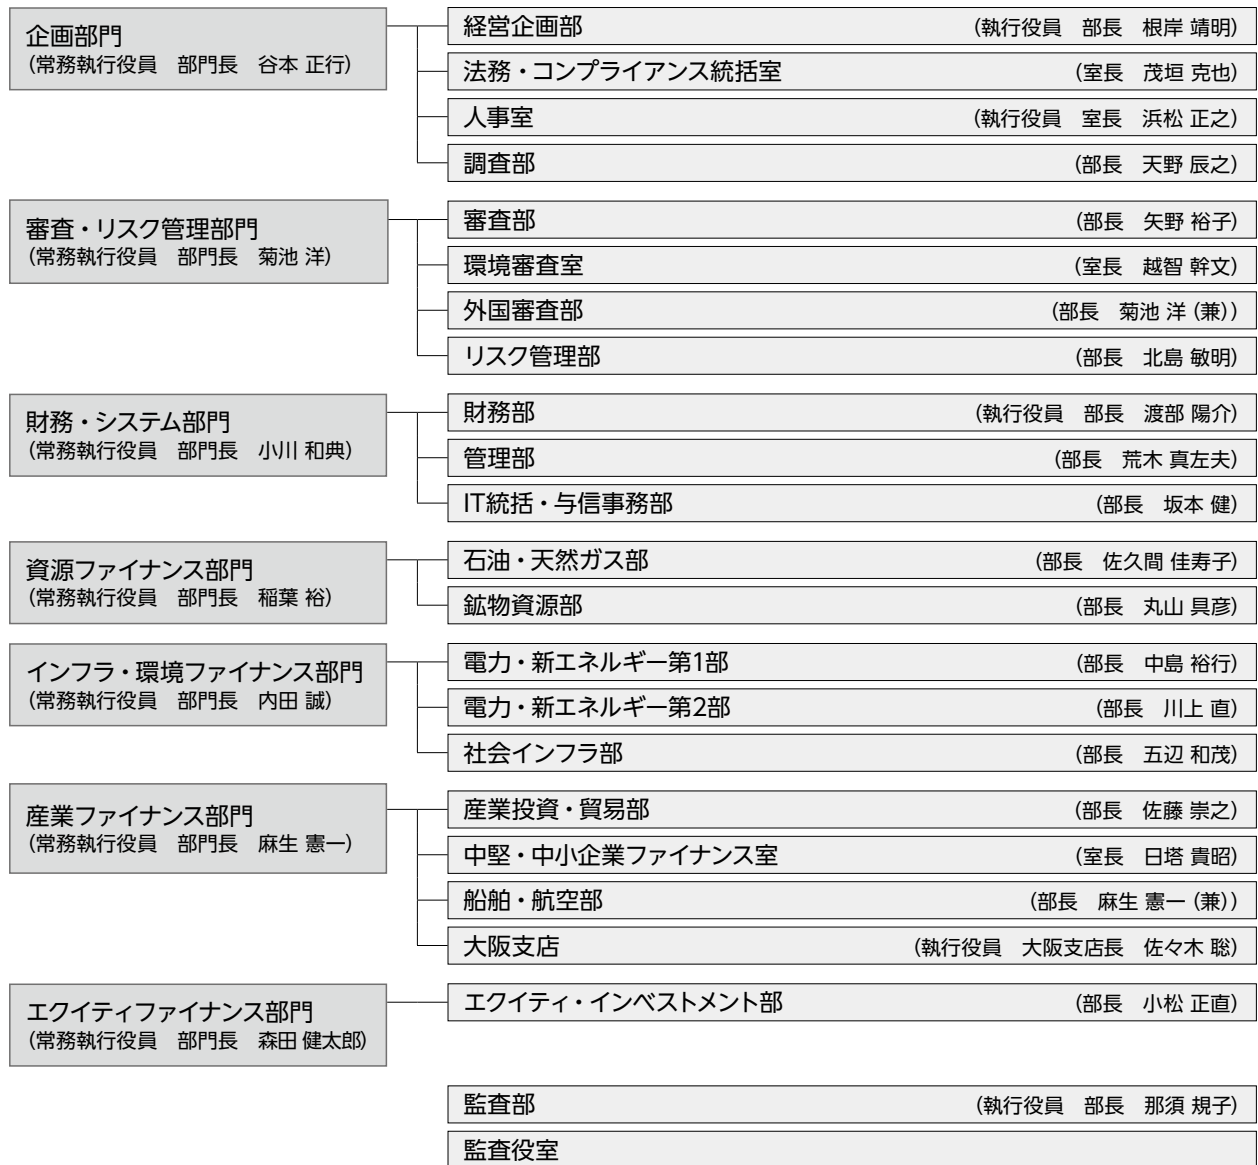 企画部門
（常務執行役員　部門長　谷本 正行）
経営企画部　（執行役員　部長　根岸 靖明）
法務・コンプライアンス統括室　（室長　茂垣 克也）
人事室　（執行役員　室長　浜松 正之）
調査部　（部長　天野 辰之）
審査・リスク管理部門
（常務執行役員　部門長　菊池 洋）
審査部　（部長　矢野 裕子）
環境審査室　（室長　越智 幹文）
外国審査部　（部長　菊池 洋（兼））
リスク管理部　（部長　北島 敏明）
財務・システム部門
（常務執行役員　部門長　小川 和典）
財務部　（執行役員　部長　渡部 陽介）
管理部　（部長　荒木 真左夫）
IT統括・与信事務部　（部長　坂本 健）
資源ファイナンス部門
（常務執行役員　部門長　稲葉 裕）
石油・天然ガス部　（部長　佐久間 佳寿子）
鉱物資源部　（部長　丸山 具彦）
インフラ・環境ファイナンス部門
（常務執行役員　部門長　内田 誠）
電力・新エネルギー第1部　（部長　中島 裕行）
電力・新エネルギー第2部　（部長　川上 直）
社会インフラ部　（部長　五辺 和茂）
産業ファイナンス部門
（常務執行役員　部門長　麻生 憲一）
産業投資・貿易部　（部長　佐藤 崇之）
中堅・中小企業ファイナンス室　（室長　日塔 貴昭）
船舶・航空部　（部長　麻生 憲一（兼））
大阪支店　（執行役員　大阪支店長　佐々木 聡）
エクイティファイナンス部門
（常務執行役員　部門長　森田 健太郎）
エクイティ・インベストメント部　（部長　小松 正直）
監査部　（執行役員　部長　那須 規子）
監査役室